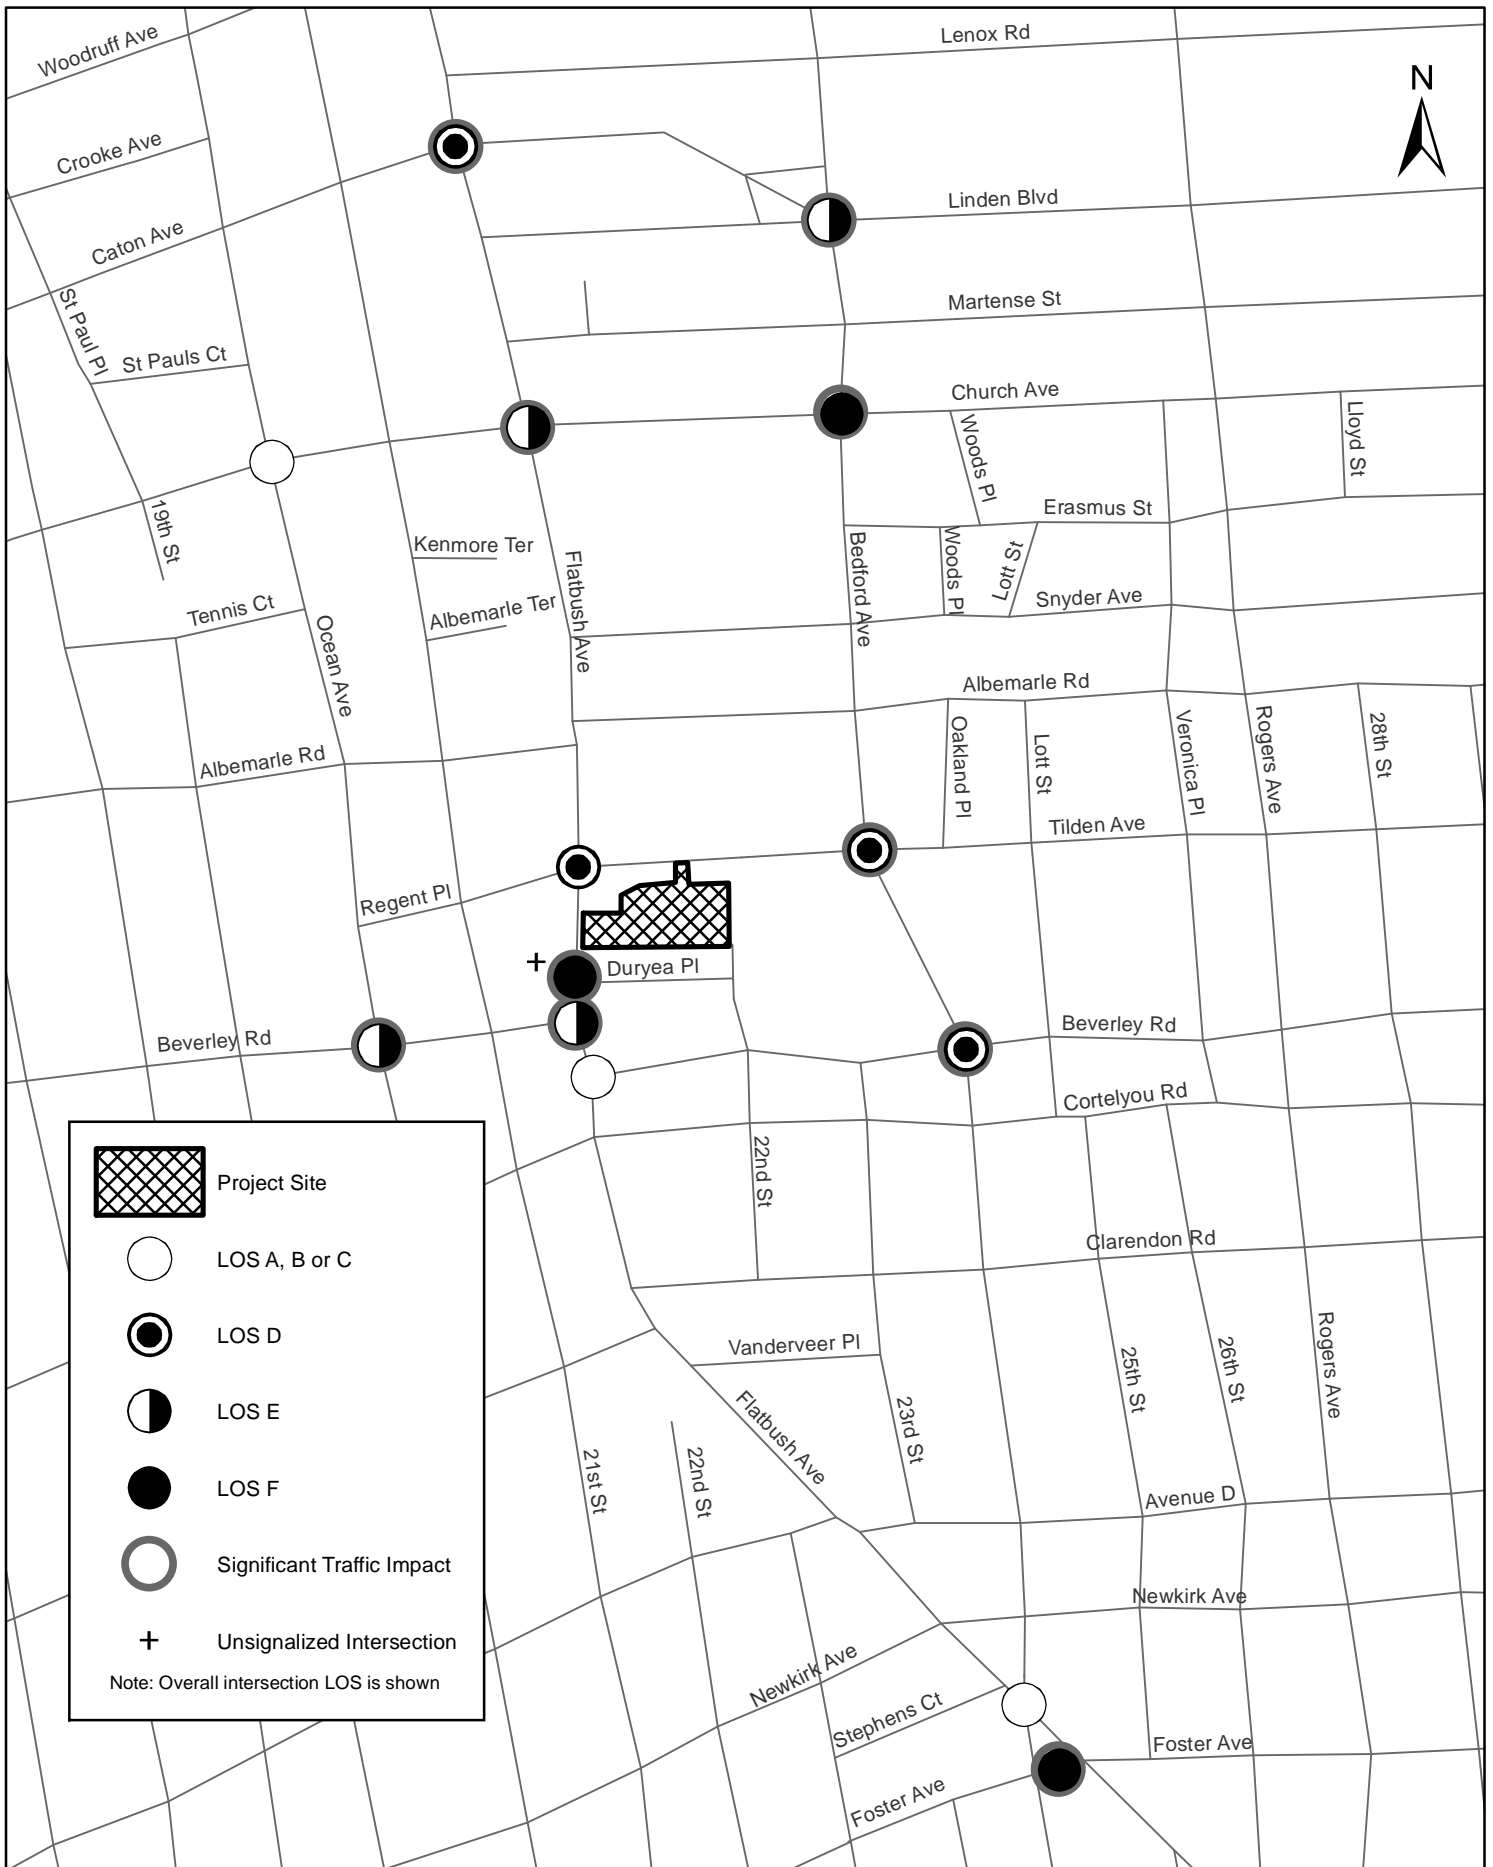 Woodruff Ave
Lenox Rd
N
Crooke Ave
Linden Blvd
Caton Ave
Martense St
St Paul Pl
St Pauls Ct
Church Ave
Lloyd St
Woods Pl
Erasmus St
19th St
Kenmore Ter
Flatbush Ave
Bedford Ave
Woods Pl
Lott St
Snyder Ave
Tennis Ct
Albemarle Ter
Ocean Ave
Albemarle Rd
Oakland Pl
Lott St
Veronica Pl
Rogers Ave
28th St
Albemarle Rd
Tilden Ave
Regent Pl
+
Duryea Pl
Beverley Rd
Beverley Rd
Cortelyou Rd
22nd St
Project Site
LOS A, B or C
LOS D
LOS E
LOS F
Significant Traffic Impact
+ Unsignalized Intersection
Note: Overall intersection LOS is shown
Clarendon Rd
Vanderveer Pl
25th St
26th St
Rogers Ave
Flatbush Ave
23rd St
21st St
22nd St
Avenue D
Newkirk Ave
Newkirk Ave
Stephens Ct
Foster Ave
Foster Ave